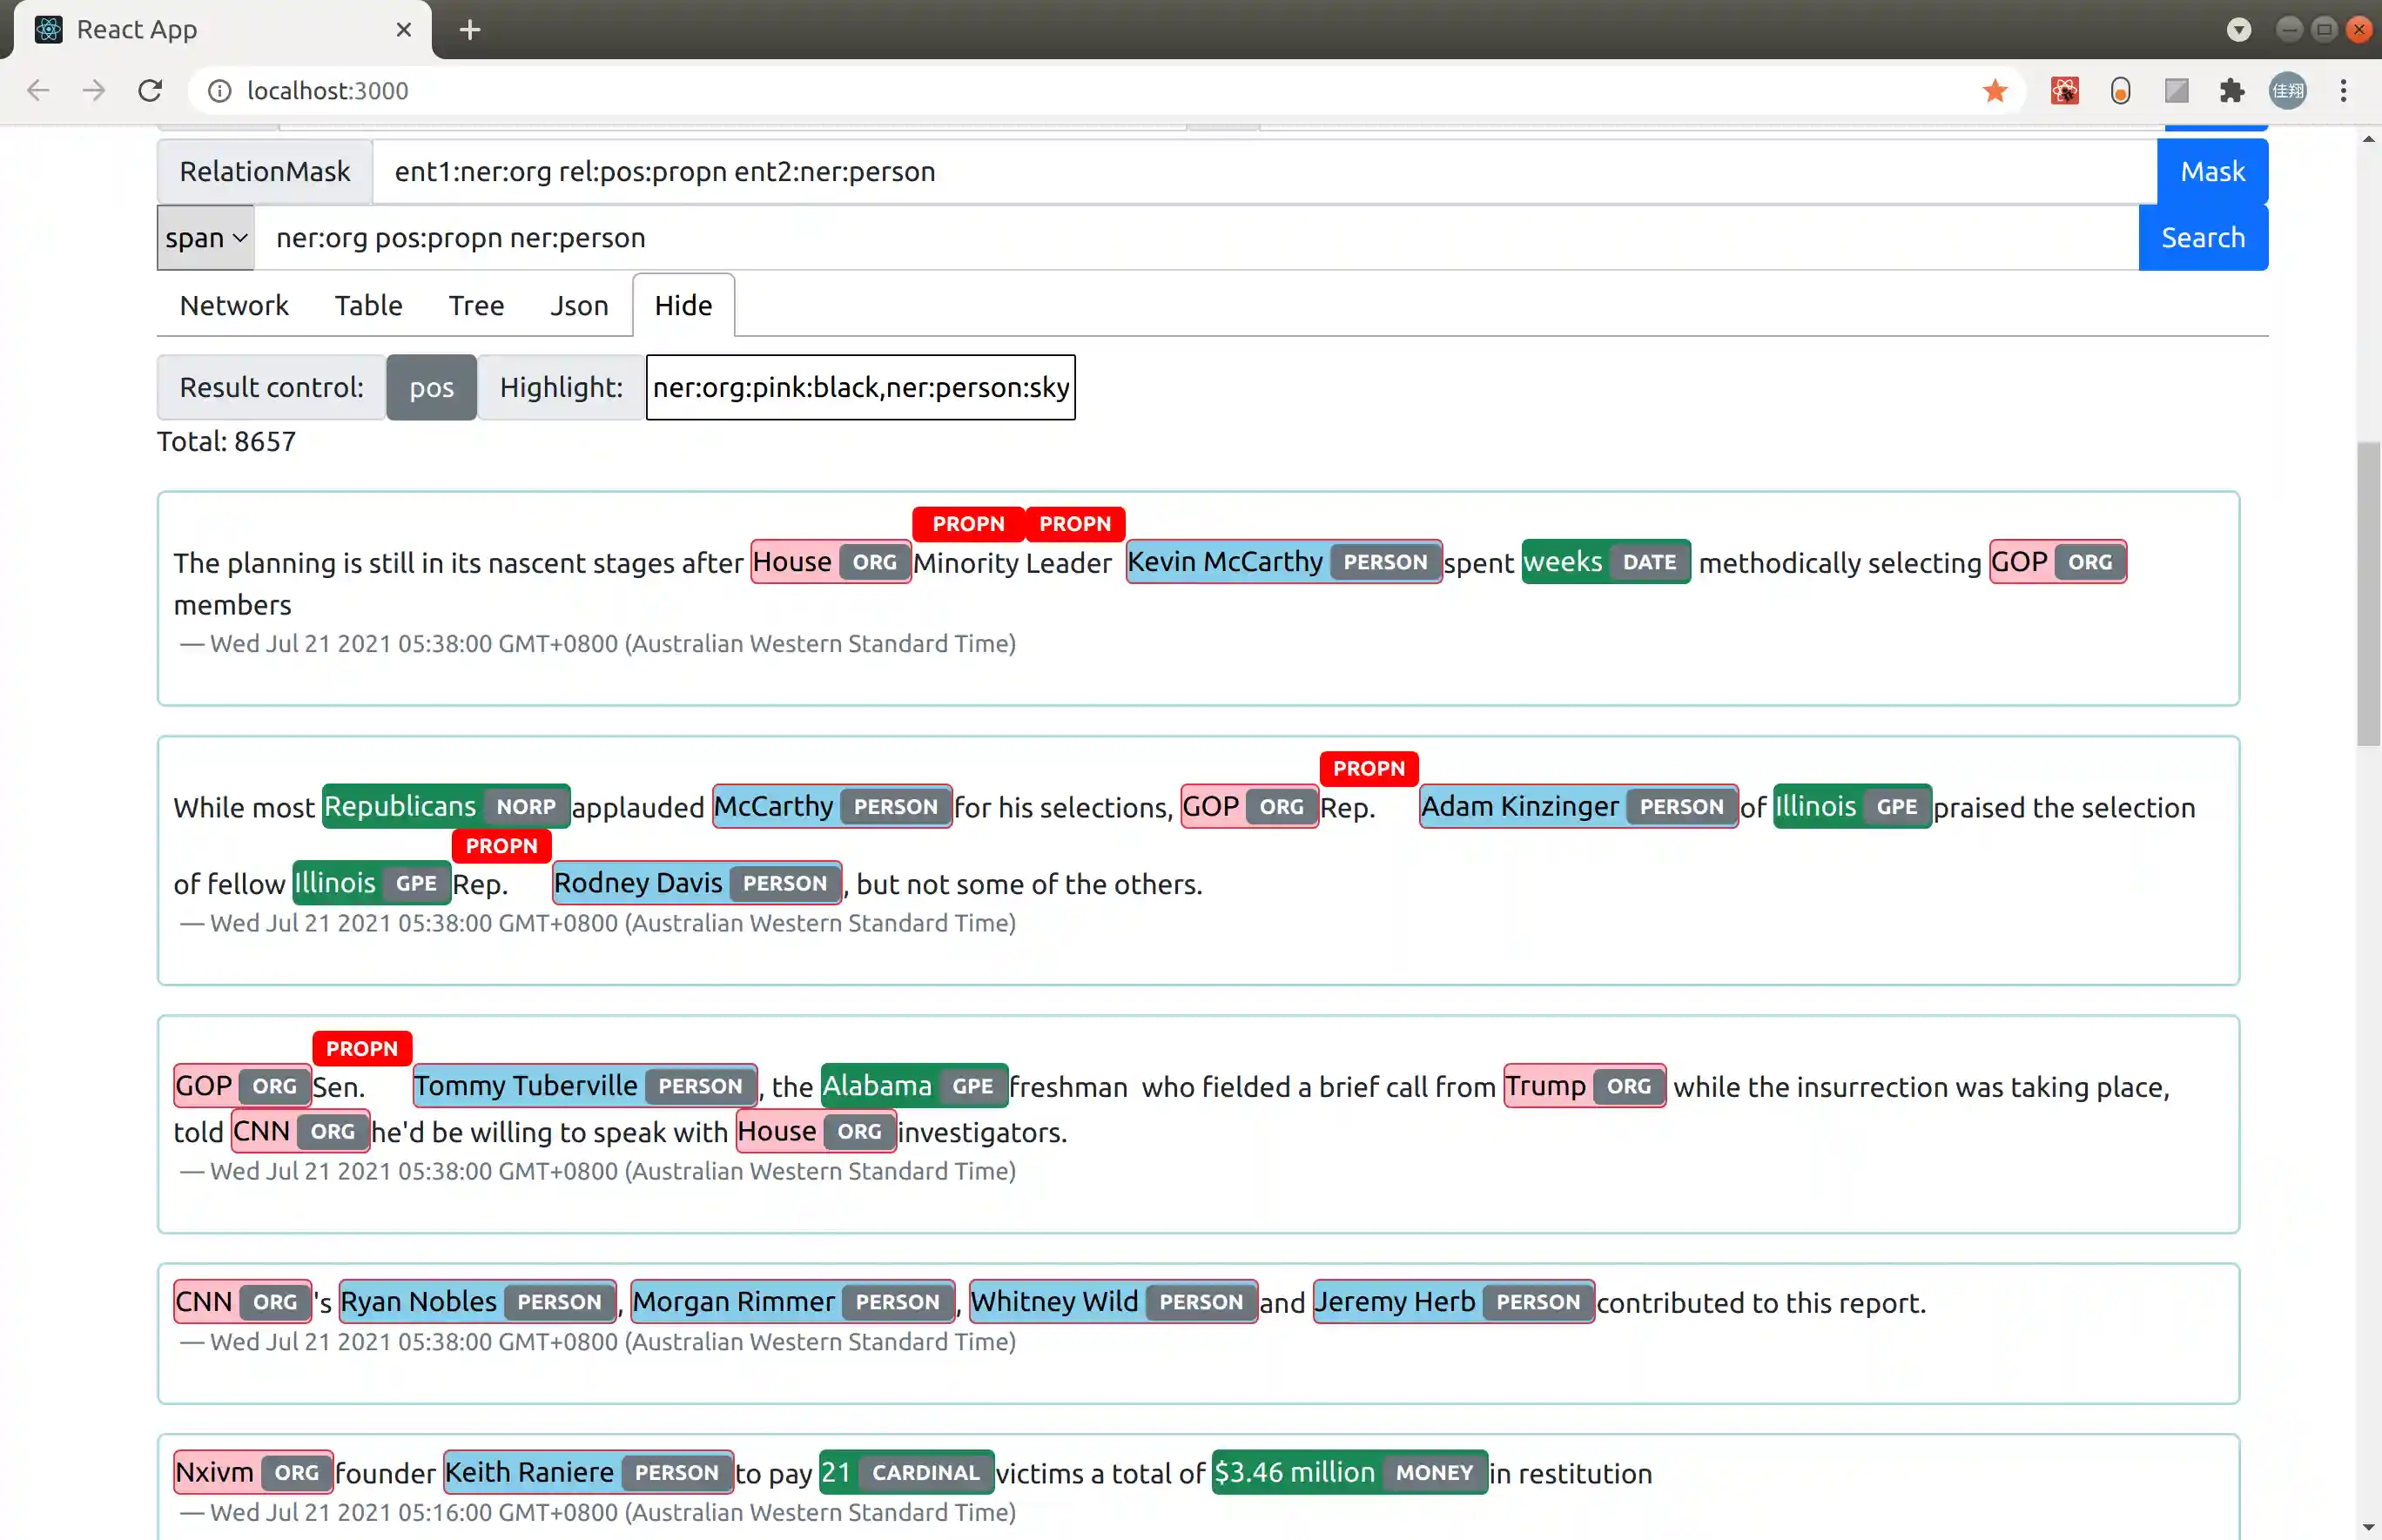 React App
localhost:3000
佳翔
RelationMask ent1:ner:org rel:pos:propn ent2:ner:person Mask
span ner:org pos:propn ner:person Search
Network Table Tree Json Hide
Result control: pos Highlight: ner:org:pink:black,ner:person:sky
Total: 8657
PROPN PROPN
The planning is still in its nascent stages after House ORG Minority Leader Kevin McCarthy PERSON spent weeks DATE methodically selecting GOP ORG
members
— Wed Jul 21 2021 05:38:00 GMT+0800 (Australian Western Standard Time)
PROPN
While most Republicans NORP applauded McCarthy PERSON for his selections, GOP ORG Rep. Adam Kinzinger PERSON of Illinois GPE praised the selection
PROPN
of fellow Illinois GPE Rep. Rodney Davis PERSON , but not some of the others.
— Wed Jul 21 2021 05:38:00 GMT+0800 (Australian Western Standard Time)
PROPN
GOP ORG Sen. Tommy Tuberville PERSON , the Alabama GPE freshman who fielded a brief call from Trump ORG while the insurrection was taking place,
told CNN ORG he'd be willing to speak with House ORG investigators.
— Wed Jul 21 2021 05:38:00 GMT+0800 (Australian Western Standard Time)
CNN ORG 's Ryan Nobles PERSON , Morgan Rimmer PERSON , Whitney Wild PERSON and Jeremy Herb PERSON contributed to this report.
— Wed Jul 21 2021 05:38:00 GMT+0800 (Australian Western Standard Time)
Nxivm ORG founder Keith Raniere PERSON to pay 21 CARDINAL victims a total of $3.46 million MONEY in restitution
— Wed Jul 21 2021 05:16:00 GMT+0800 (Australian Western Standard Time)